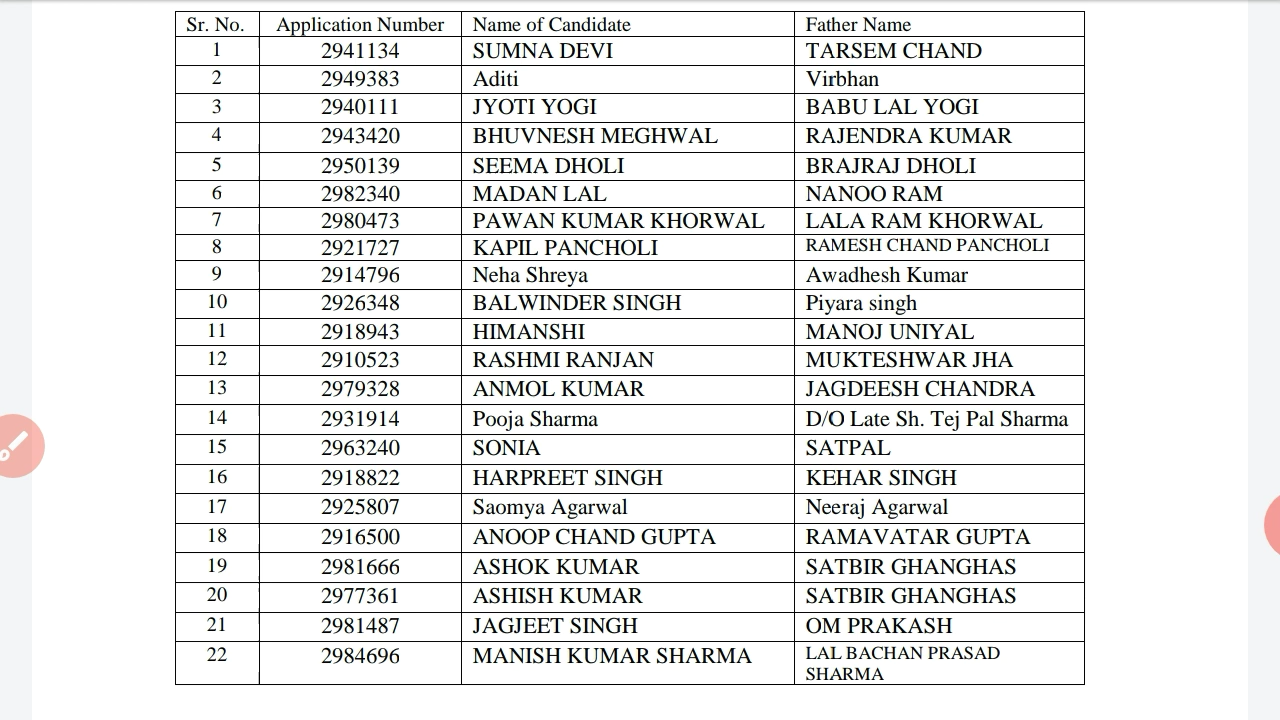 Sr. No. Application Number Name of Candidate Father Name
1 2941134 SUMNA DEVI TARSEM CHAND
2 2949383 Aditi Virbhan
3 2940111 JYOTI YOGI BABU LAL YOGI
4 2943420 BHUVNESH MEGHWAL RAJENDRA KUMAR
5 2950139 SEEMA DHOLI BRAJRAJ DHOLI
6 2982340 MADAN LAL NANOO RAM
7 2980473 PAWAN KUMAR KHORWAL LALA RAM KHORWAL
8 2921727 KAPIL PANCHOLI RAMESH CHAND PANCHOLI
9 2914796 Neha Shreya Awadhesh Kumar
10 2926348 BALWINDER SINGH Piyara singh
11 2918943 HIMANSHI MANOJ UNIYAL
12 2910523 RASHMI RANJAN MUKTESHWAR JHA
13 2979328 ANMOL KUMAR JAGDEESH CHANDRA
14 2931914 Pooja Sharma D/O Late Sh. Tej Pal Sharma
15 2963240 SONIA SATPAL
16 2918822 HARPREET SINGH KEHAR SINGH
17 2925807 Saomya Agarwal Neeraj Agarwal
18 2916500 ANOOP CHAND GUPTA RAMAVATAR GUPTA
19 2981666 ASHOK KUMAR SATBIR GHANGHAS
20 2977361 ASHISH KUMAR SATBIR GHANGHAS
21 2981487 JAGJEET SINGH OM PRAKASH
22 2984696 MANISH KUMAR SHARMA LAL BACHAN PRASAD
SHARMA